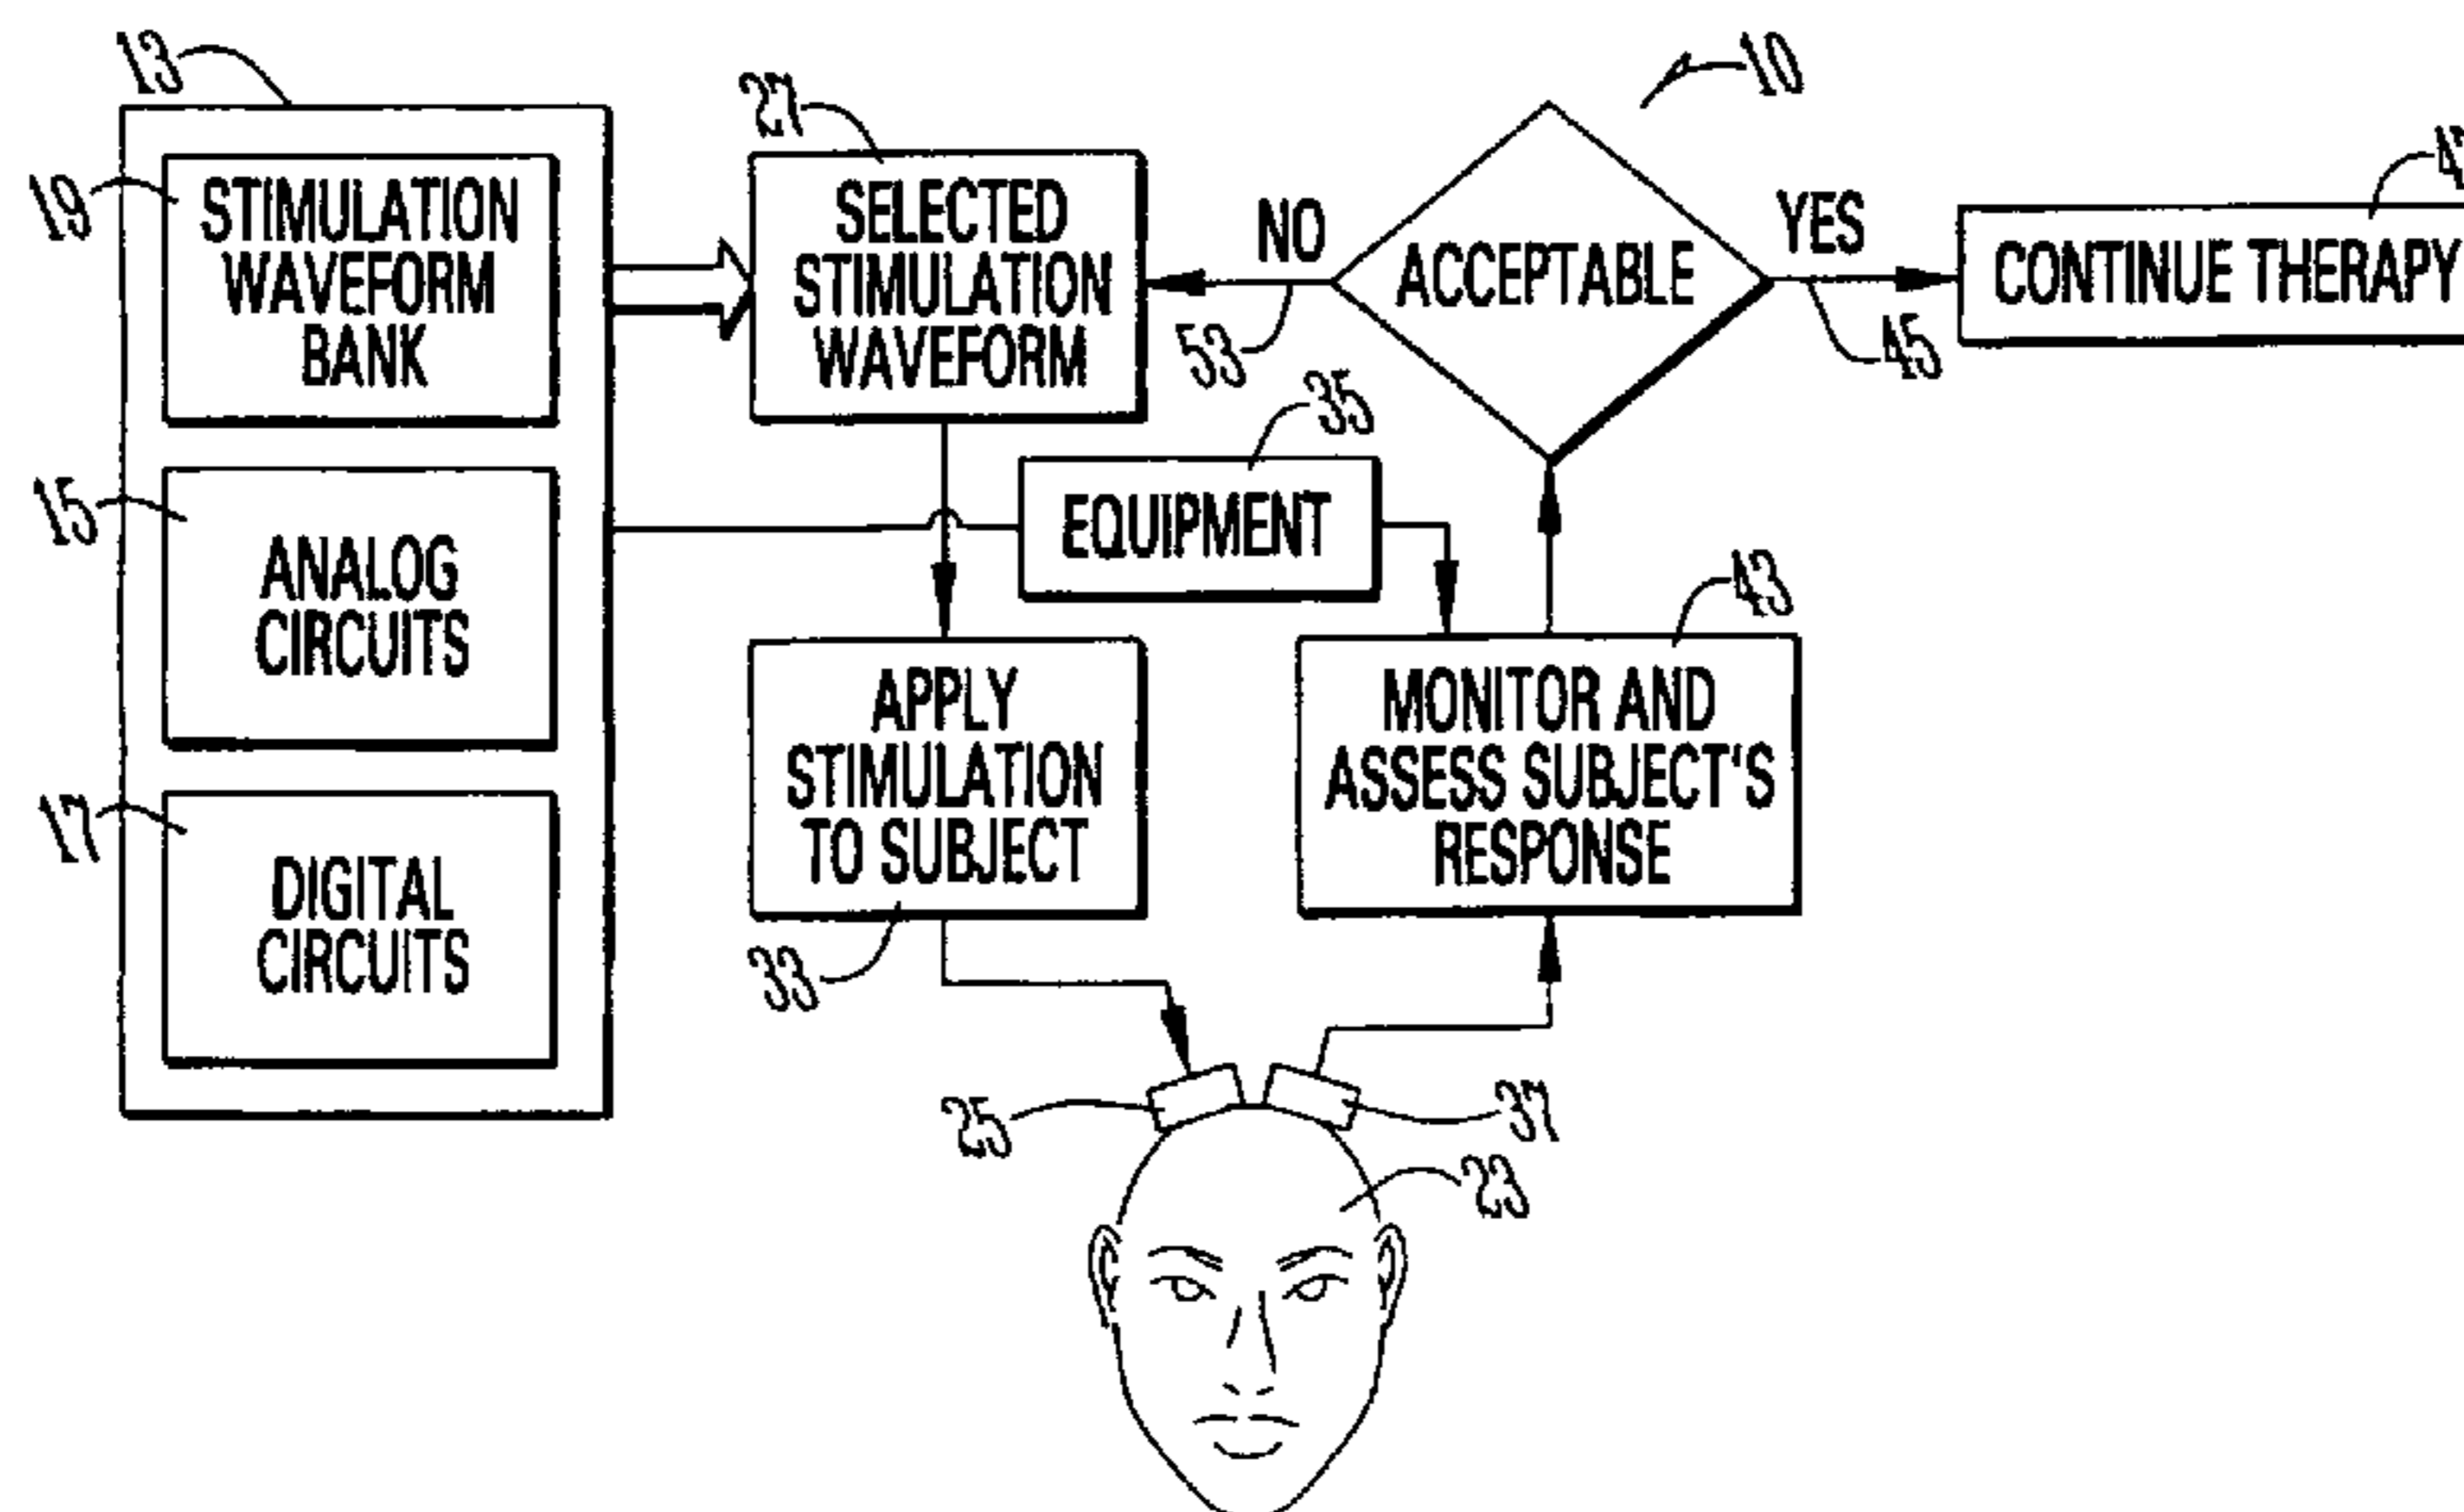 13
19
STIMULATION
WAVEFORM
BANK
15
ANALOG
CIRCUITS
17
DIGITAL
CIRCUITS
27
SELECTED
STIMULATION
WAVEFORM
NO
53
ACCEPTABLE
10
YES
45
CONTINUE THERAPY
35
EQUIPMENT
APPLY
STIMULATION
TO SUBJECT
33
43
MONITOR AND
ASSESS SUBJECT'S
RESPONSE
25
37
23